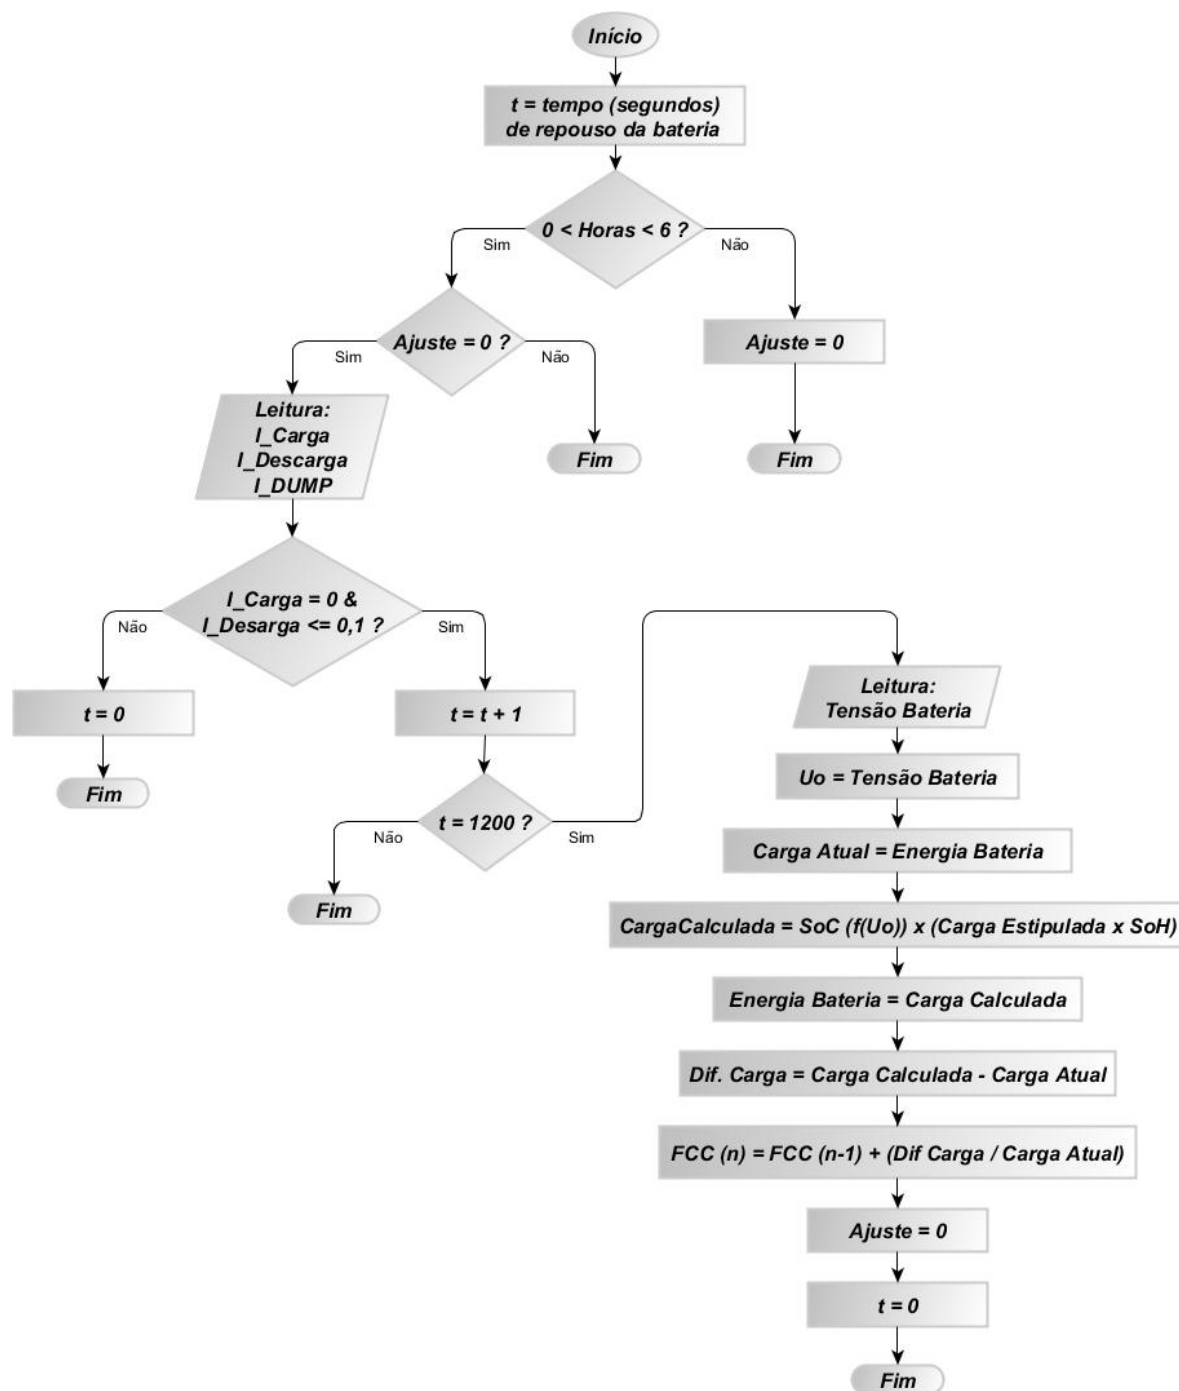 Início
t = tempo (segundos)
de repouso da bateria
0 < Horas < 6 ?
Sim
Não
Ajuste = 0 ?
Sim
Não
Ajuste = 0
Leitura:
I_Carga
I_Descarga
I_DUMP
Fim
Fim
I_Carga = 0 &
I_Desarga <= 0,1 ?
Não
Sim
t = 0
t = t + 1
Fim
t = 1200 ?
Não
Sim
Fim
Leitura:
Tensão Bateria
Uo = Tensão Bateria
Carga Atual = Energia Bateria
CargaCalculada = SoC (f(Uo)) x (Carga Estipulada x SoH)
Energia Bateria = Carga Calculada
Dif. Carga = Carga Calculada - Carga Atual
FCC (n) = FCC (n-1) + (Dif Carga / Carga Atual)
Ajuste = 0
t = 0
Fim